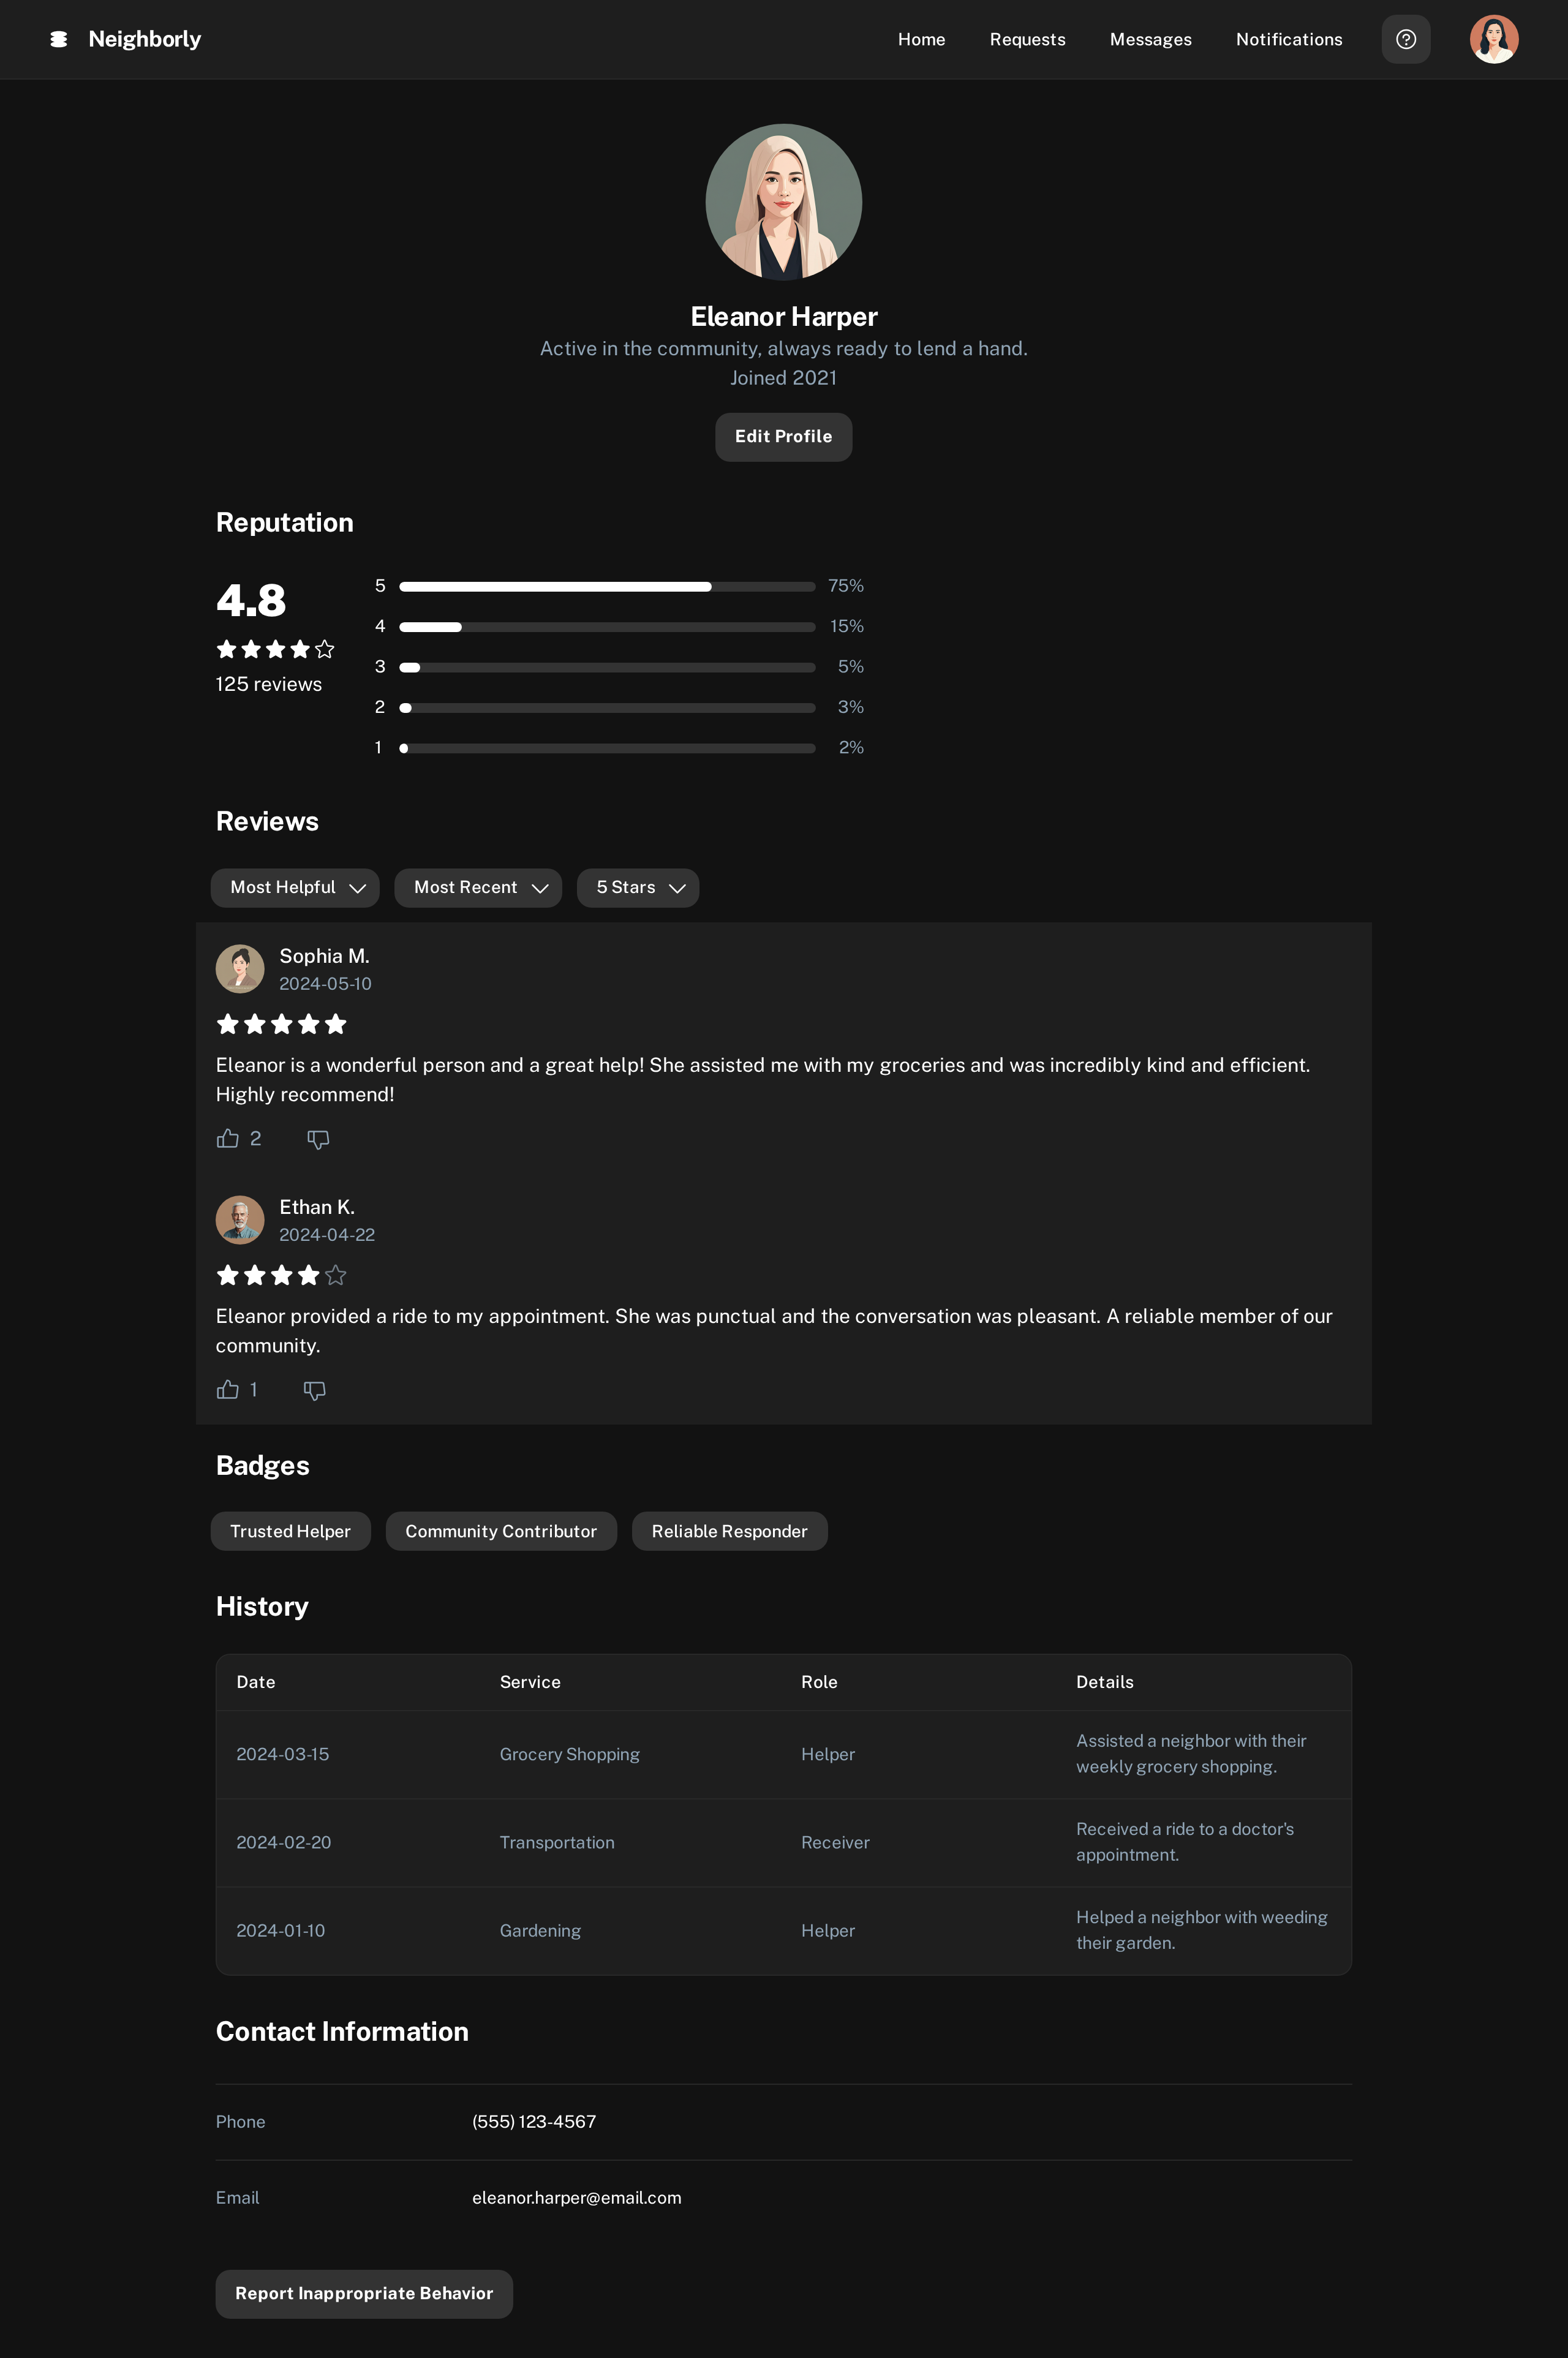 Neighborly
Home
Requests
Messages
Notifications
Eleanor Harper
Active in the community, always ready to lend a hand.
Joined 2021
Edit Profile
Reputation
4.8
125 reviews
5 75%
4 15%
3 5%
2 3%
1 2%
Reviews
Most Helpful
Most Recent
5 Stars
Sophia M.
2024-05-10
Eleanor is a wonderful person and a great help! She assisted me with my groceries and was incredibly kind and efficient.
Highly recommend!
2
Ethan K.
2024-04-22
Eleanor provided a ride to my appointment. She was punctual and the conversation was pleasant. A reliable member of our
community.
1
Badges
Trusted Helper
Community Contributor
Reliable Responder
History
Date Service Role Details
2024-03-15 Grocery Shopping Helper Assisted a neighbor with their
weekly grocery shopping.
2024-02-20 Transportation Receiver Received a ride to a doctor's
appointment.
2024-01-10 Gardening Helper Helped a neighbor with weeding
their garden.
Contact Information
Phone (555) 123-4567
Email eleanor.harper@email.com
Report Inappropriate Behavior